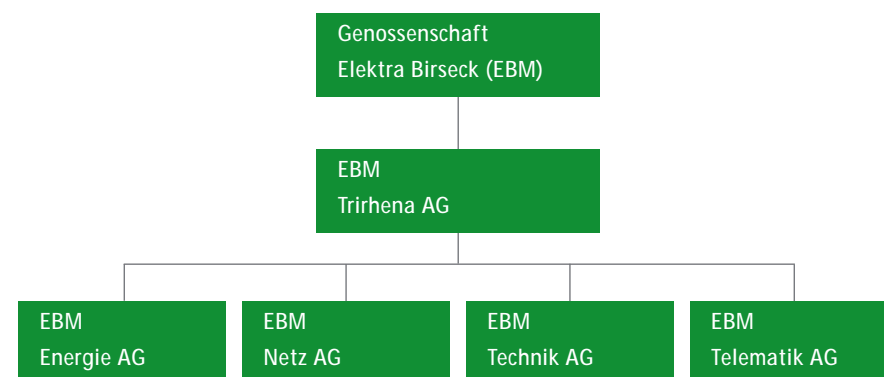 Genossenschaft
Elektra Birseck (EBM)
EBM
Trirhena AG
EBM
Energie AG
EBM
Netz AG
EBM
Technik AG
EBM
Telematik AG